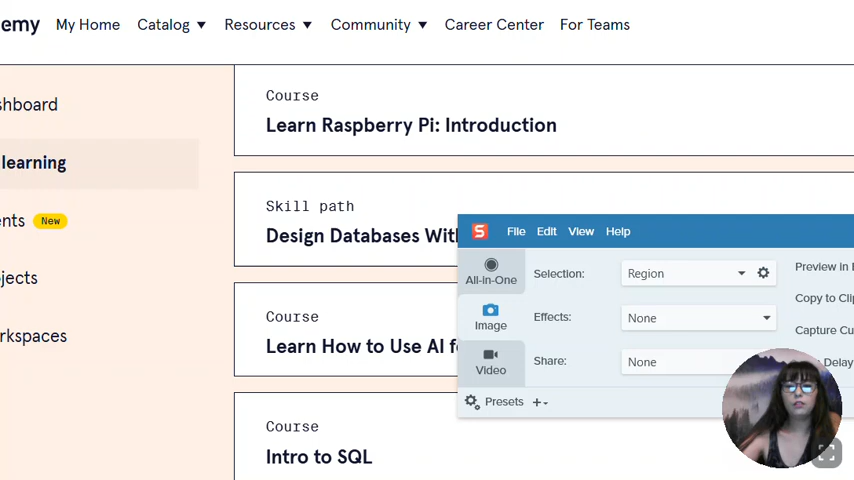 emy My Home Catalog Resources Community Career Center For Teams
shboard
learning
nts New
ojects
rkspaces
Course
Learn Raspberry Pi: Introduction
Skill path
Design Databases Wit
Course
Learn How to Use AI f
Course
Intro to SQL
S File Edit View Help
All-in-One
Image
Video
Selection: Region
Effects: None
Share: None
Preview in
Copy to Cli
Capture Cu
Delay
Presets